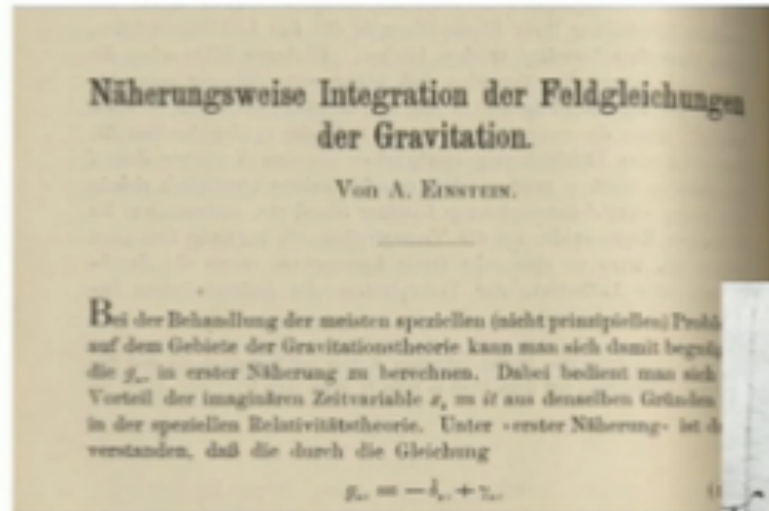 Näherungsweise Integration der Feldgleichungen
der Gravitation.
Von A. Einstein.
Bei der Behandlung der meisten speziellen (nicht prinzipiellen)
auf dem Gebiete der Gravitationstheorie kann man sich damit
die g in erster Näherung zu berechnen. Dabei bedient man sich
Vorteil der imaginären Zeitvariable x₄ = it aus denselben Gründen
in der speziellen Relativitätstheorie. Unter »erster Näherung« ist
verstanden, daß die durch die Gleichung